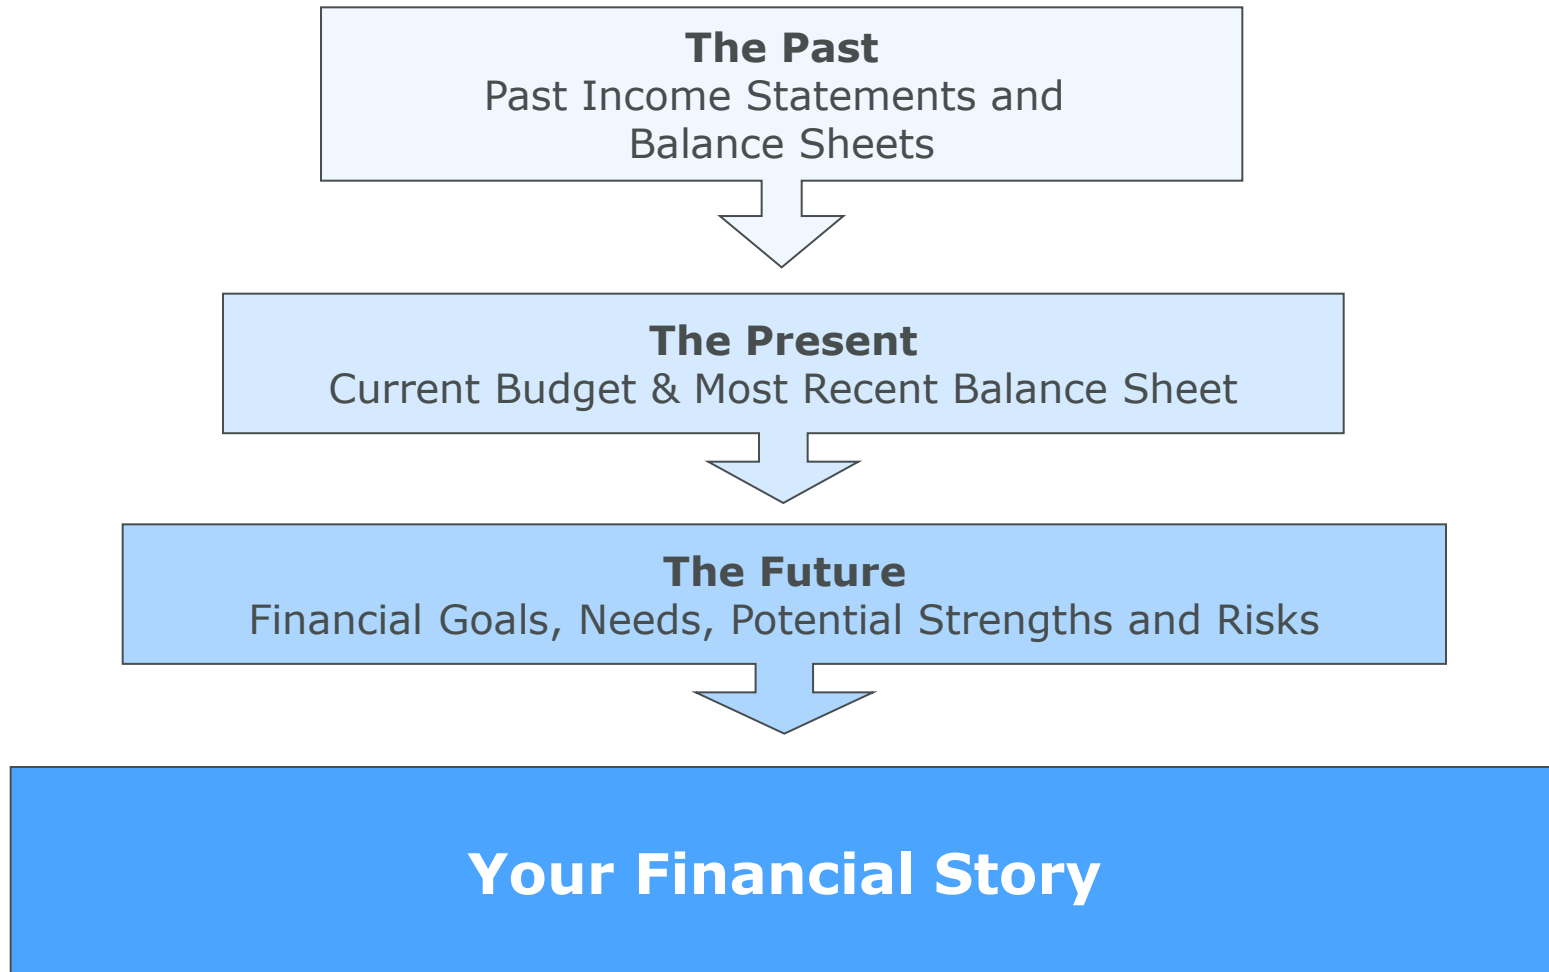 The Past
Past Income Statements and
Balance Sheets
The Present
Current Budget & Most Recent Balance Sheet
The Future
Financial Goals, Needs, Potential Strengths and Risks
Your Financial Story